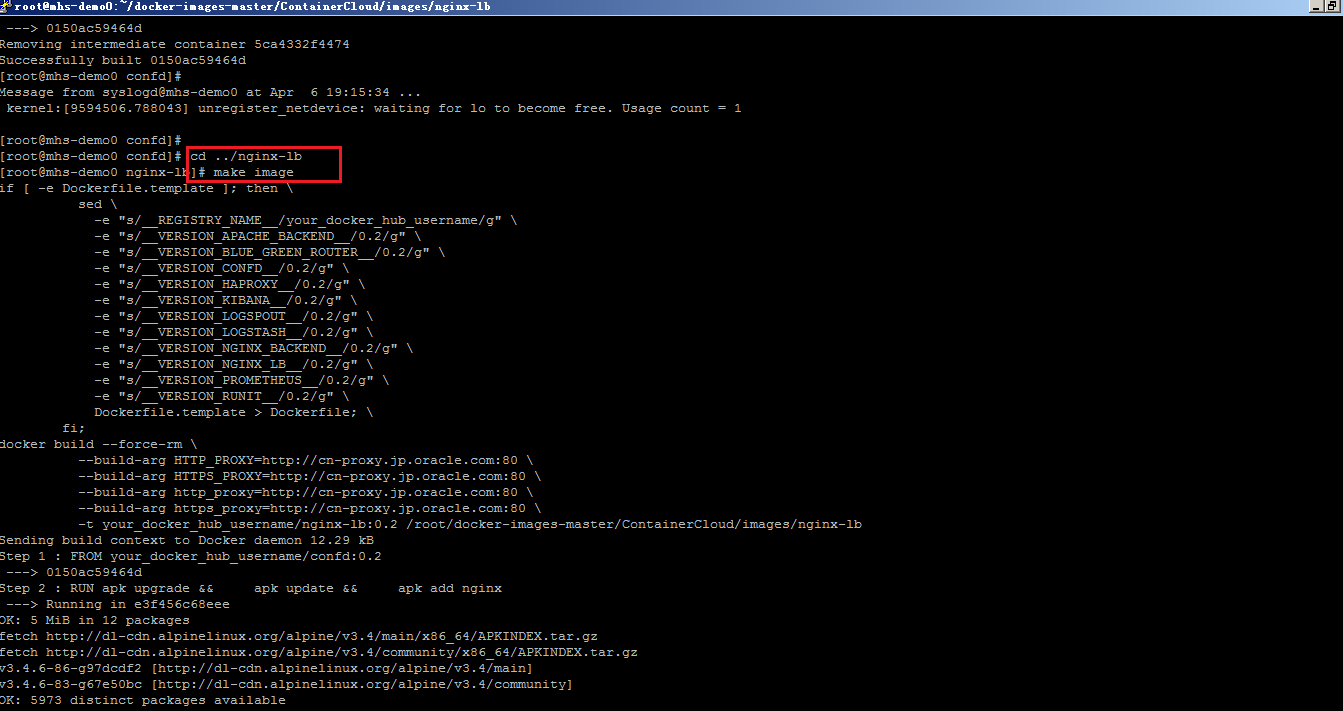 root@mhs-demo0:~/docker-images-master/ContainerCloud/images/nginx-lb
---> 0150ac59464d
Removing intermediate container 5ca4332f4474
Successfully built 0150ac59464d
[root@mhs-demo0 confd]#
Message from syslogd@mhs-demo0 at Apr  6 19:15:34 ...
 kernel:[9594506.788043] unregister_netdevice: waiting for lo to become free. Usage count = 1
[root@mhs-demo0 confd]#
[root@mhs-demo0 confd]# cd ../nginx-lb
[root@mhs-demo0 nginx-lb]# make image
if [ -e Dockerfile.template ]; then \
          sed \
            -e "s/__REGISTRY_NAME__/your_docker_hub_username/g" \
            -e "s/__VERSION_APACHE_BACKEND__/0.2/g" \
            -e "s/__VERSION_BLUE_GREEN_ROUTER__/0.2/g" \
            -e "s/__VERSION_CONFD__/0.2/g" \
            -e "s/__VERSION_HAPROXY__/0.2/g" \
            -e "s/__VERSION_KIBANA__/0.2/g" \
            -e "s/__VERSION_LOGSPOUT__/0.2/g" \
            -e "s/__VERSION_LOGSTASH__/0.2/g" \
            -e "s/__VERSION_NGINX_BACKEND__/0.2/g" \
            -e "s/__VERSION_NGINX_LB__/0.2/g" \
            -e "s/__VERSION_PROMETHEUS__/0.2/g" \
            -e "s/__VERSION_RUNIT__/0.2/g" \
            Dockerfile.template > Dockerfile; \
        fi;
docker build --force-rm \
          --build-arg HTTP_PROXY=http://cn-proxy.jp.oracle.com:80 \
          --build-arg HTTPS_PROXY=http://cn-proxy.jp.oracle.com:80 \
          --build-arg http_proxy=http://cn-proxy.jp.oracle.com:80 \
          --build-arg https_proxy=http://cn-proxy.jp.oracle.com:80 \
          -t your_docker_hub_username/nginx-lb:0.2 /root/docker-images-master/ContainerCloud/images/nginx-lb
Sending build context to Docker daemon 12.29 kB
Step 1 : FROM your_docker_hub_username/confd:0.2
 ---> 0150ac59464d
Step 2 : RUN apk upgrade &&     apk update &&     apk add nginx
 ---> Running in e3f456c68eee
OK: 5 MiB in 12 packages
fetch http://dl-cdn.alpinelinux.org/alpine/v3.4/main/x86_64/APKINDEX.tar.gz
fetch http://dl-cdn.alpinelinux.org/alpine/v3.4/community/x86_64/APKINDEX.tar.gz
v3.4.6-86-g97dcdf2 [http://dl-cdn.alpinelinux.org/alpine/v3.4/main]
v3.4.6-83-g67e50bc [http://dl-cdn.alpinelinux.org/alpine/v3.4/community]
OK: 5973 distinct packages available